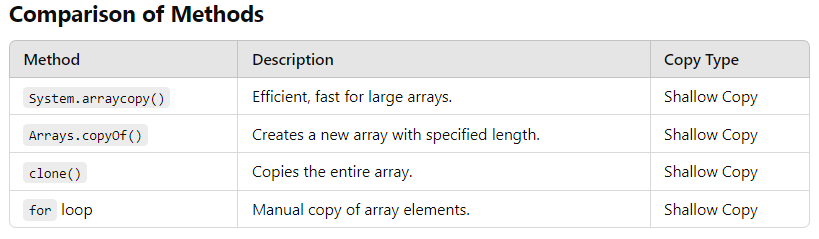 Comparison of Methods
Method Description Copy Type
System.arraycopy() Efficient, fast for large arrays. Shallow Copy
Arrays.copyOf() Creates a new array with specified length. Shallow Copy
clone() Copies the entire array. Shallow Copy
for loop Manual copy of array elements. Shallow Copy